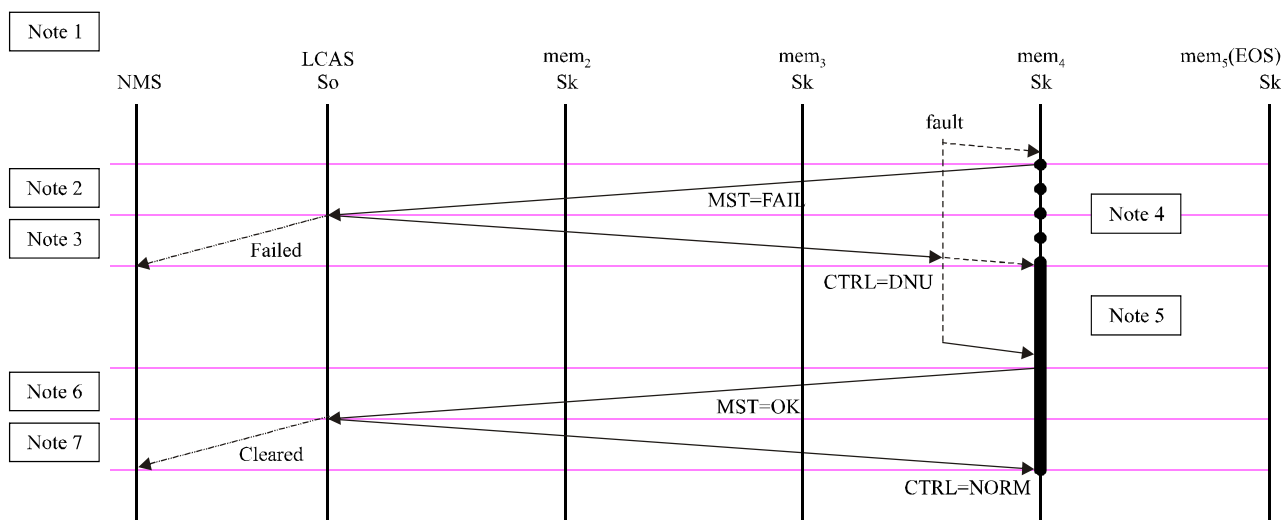 Note 1
NMS
LCAS
So
mem₂
Sk
mem₃
Sk
mem₄
Sk
mem₅(EOS)
Sk
fault
Note 2
MST=FAIL
Note 4
Note 3
Failed
CTRL=DNU
Note 5
Note 6
MST=OK
Note 7
Cleared
CTRL=NORM